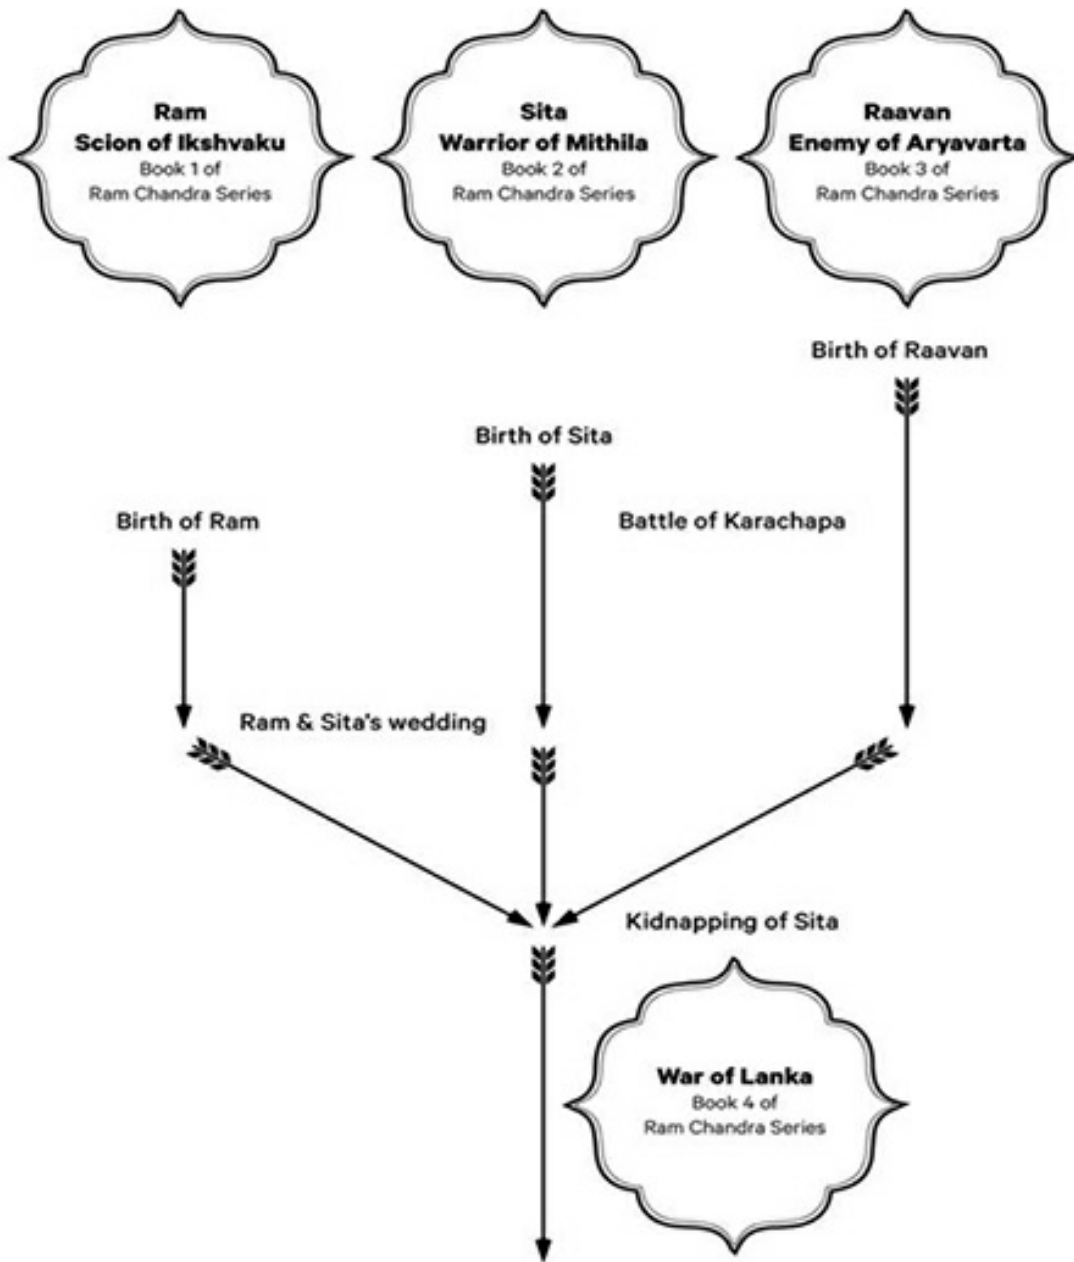 Ram
Scion of Ikshvaku
Book 1 of
Ram Chandra Series
Sita
Warrior of Mithila
Book 2 of
Ram Chandra Series
Raavan
Enemy of Aryavarta
Book 3 of
Ram Chandra Series
Birth of Raavan
Birth of Sita
Birth of Ram
Battle of Karachapa
Ram & Sita's wedding
Kidnapping of Sita
War of Lanka
Book 4 of
Ram Chandra Series